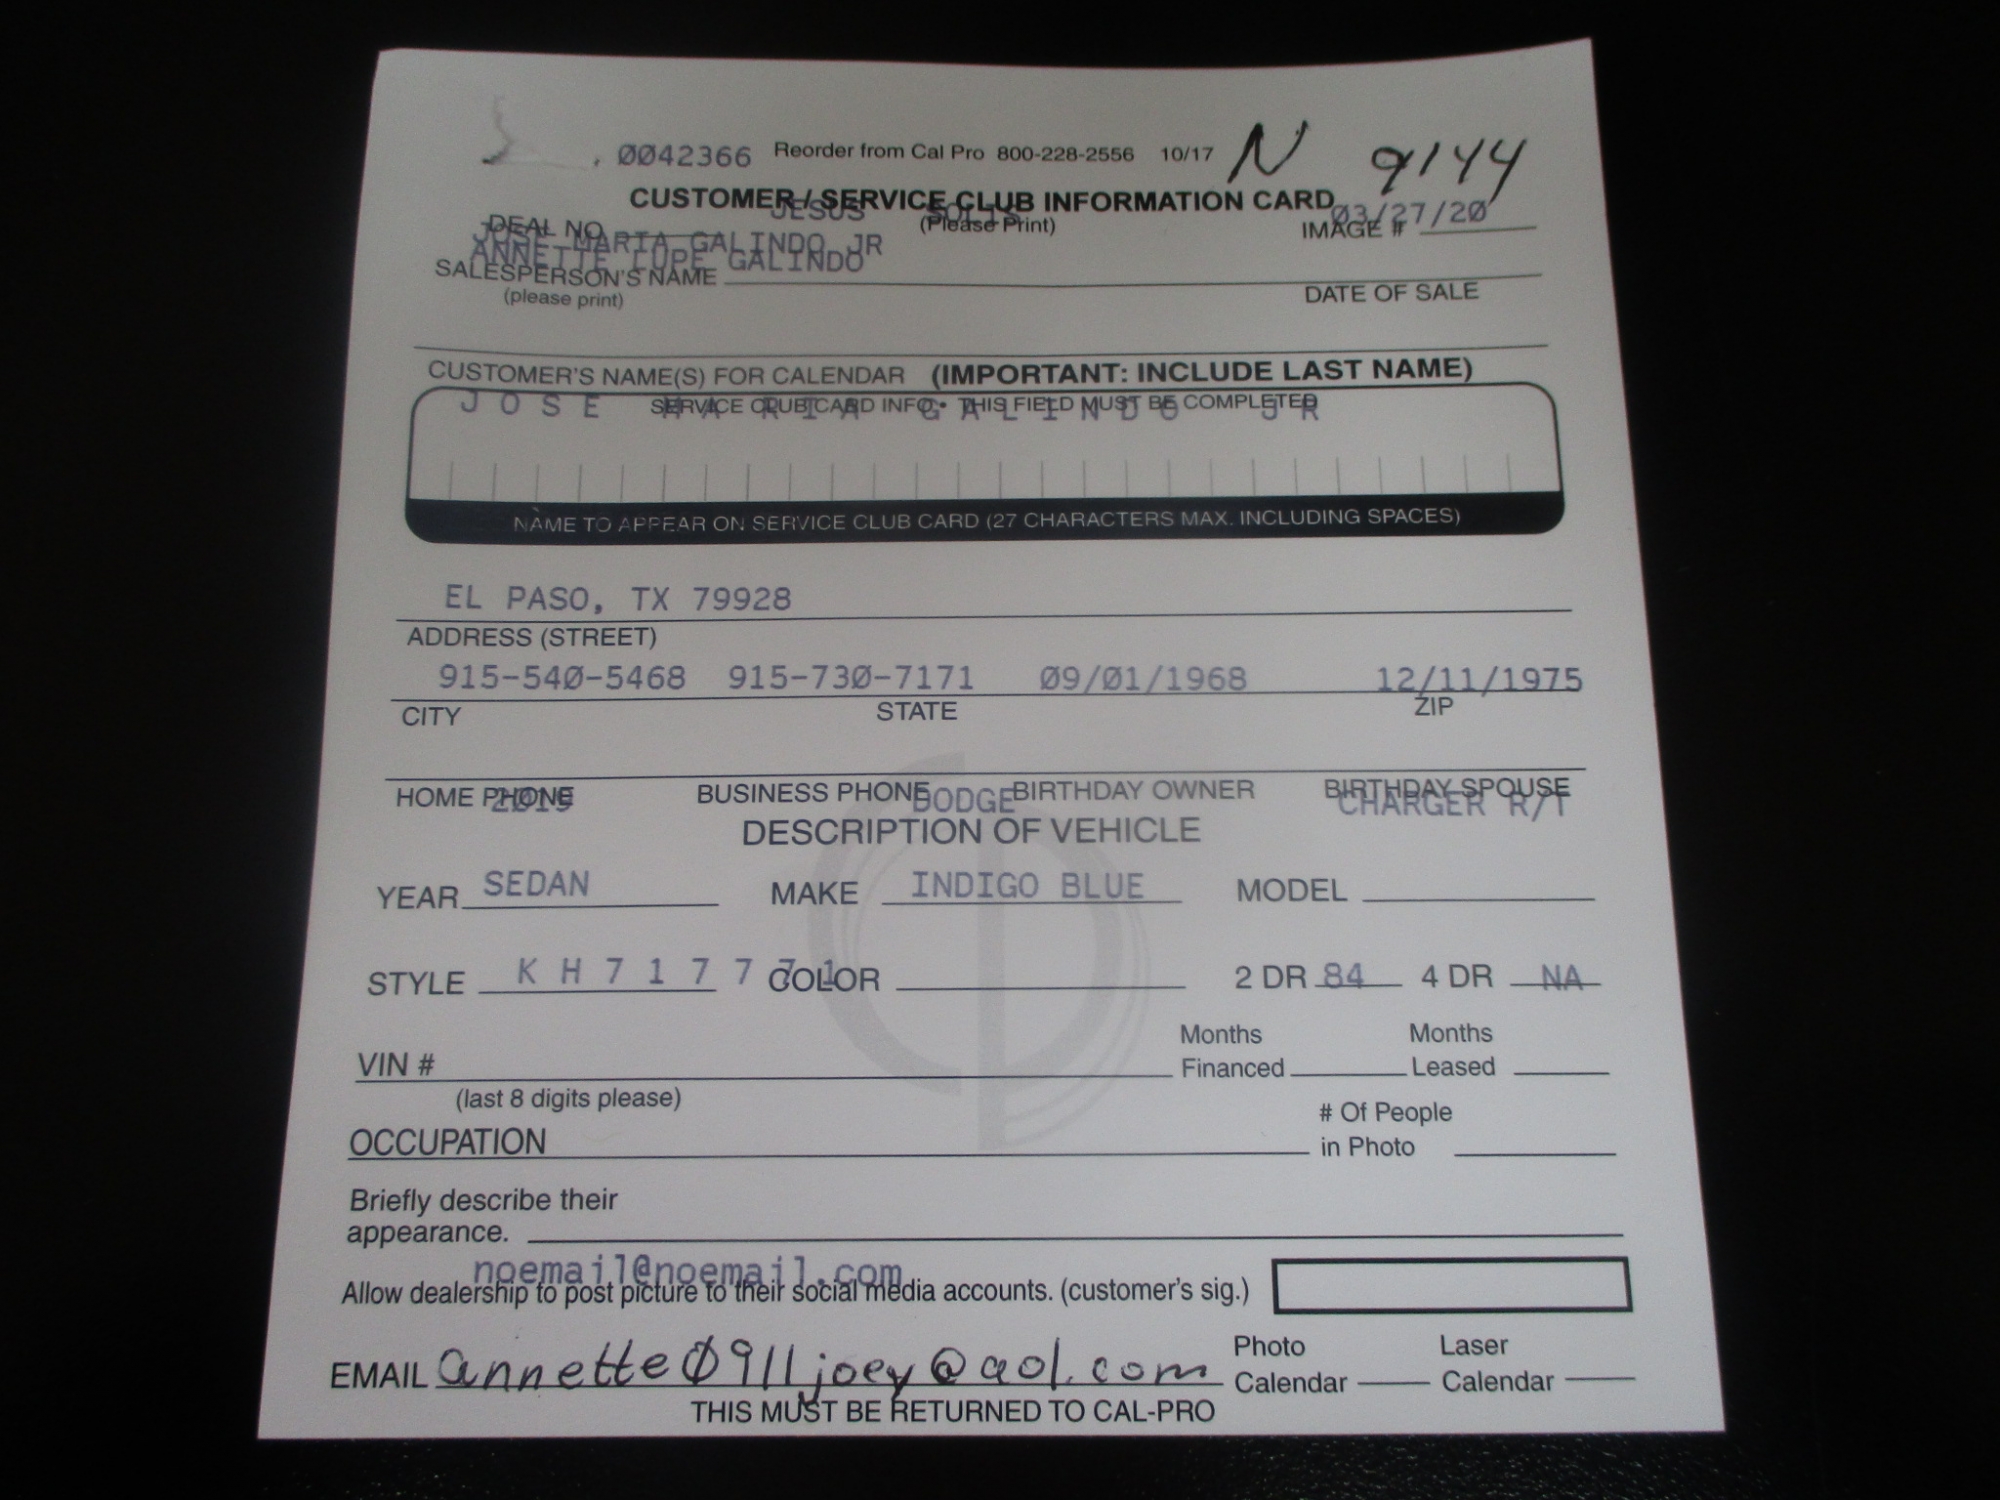 0042366 Reorder from Cal Pro 800-228-2556 10/17 N 9144
CUSTOMER / SERVICE CLUB INFORMATION CARD
JESUS SOLIS 03/27/20
DEAL NO. (Please Print) IMAGE #
JOSE MARIA GALINDO JR
ANNETTE LUPE GALINDO
SALESPERSON'S NAME DATE OF SALE
(please print)
CUSTOMER'S NAME(S) FOR CALENDAR (IMPORTANT: INCLUDE LAST NAME)
SERVICE CLUB CARD INFO • THIS FIELD MUST BE COMPLETED
JOSE MARIA GALINDO JR
NAME TO APPEAR ON SERVICE CLUB CARD (27 CHARACTERS MAX. INCLUDING SPACES)
EL PASO, TX 79928
ADDRESS (STREET)
915-540-5468 915-730-7171 09/01/1968 12/11/1975
CITY STATE ZIP
HOME PHONE BUSINESS PHONE BIRTHDAY OWNER BIRTHDAY SPOUSE
2019 DODGE CHARGER R/T
DESCRIPTION OF VEHICLE
YEAR SEDAN MAKE INDIGO BLUE MODEL
STYLE KH717771 COLOR 2 DR 84 4 DR NA
Months Months
VIN # Financed Leased
(last 8 digits please)
# Of People
OCCUPATION in Photo
Briefly describe their
appearance.
noemail@noemail.com
Allow dealership to post picture to their social media accounts. (customer's sig.)
Photo Laser
EMAIL annette0911joey@aol.com Calendar Calendar
THIS MUST BE RETURNED TO CAL-PRO